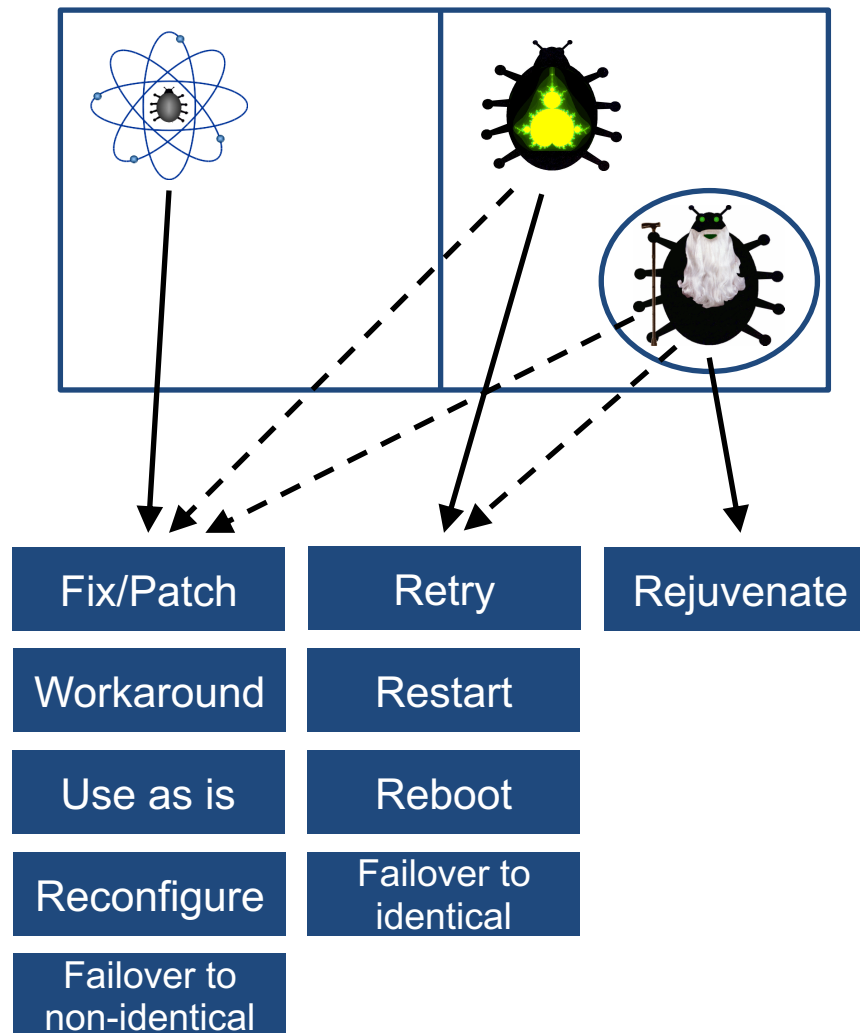 Fix/Patch
Retry
Rejuvenate
Workaround
Restart
Use as is
Reboot
Reconfigure
Failover to
identical
Failover to
non-identical